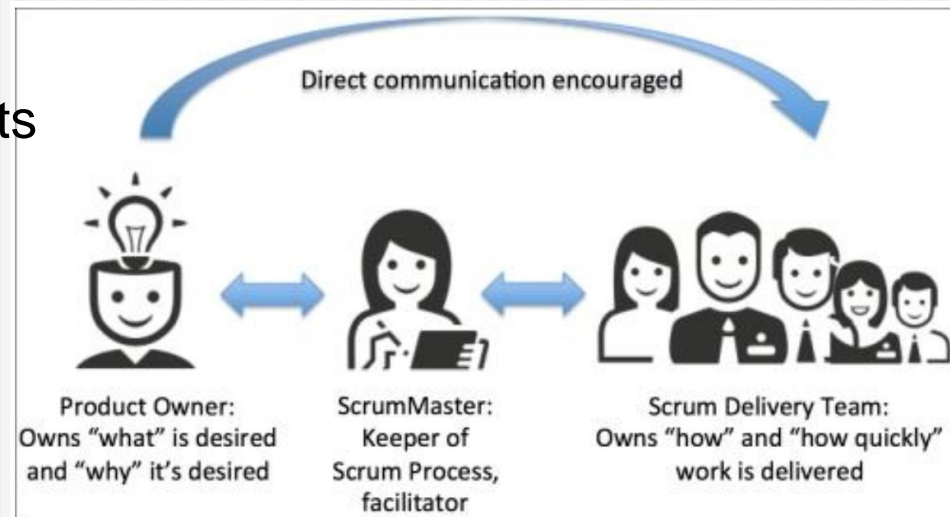 Direct communication encouraged
ts
Product Owner:
Owns “what” is desired
and “why” it’s desired
ScrumMaster:
Keeper of
Scrum Process,
facilitator
Scrum Delivery Team:
Owns “how” and “how quickly”
work is delivered